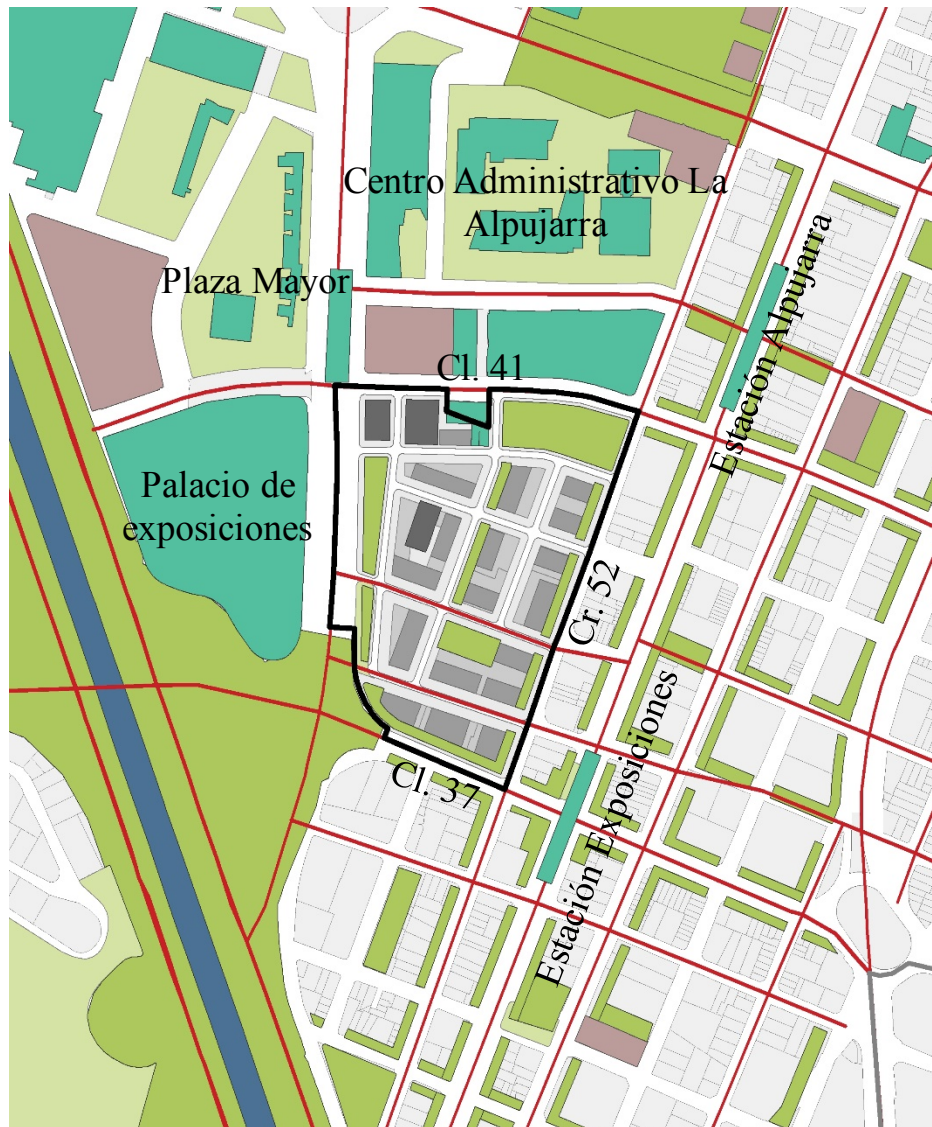 Centro Administrativo La
Alpujarra
Plaza Mayor
Estación Alpujarra
Cl. 41
Palacio de
exposiciones
Cr. 52
Estación Exposiciones
Cl. 37